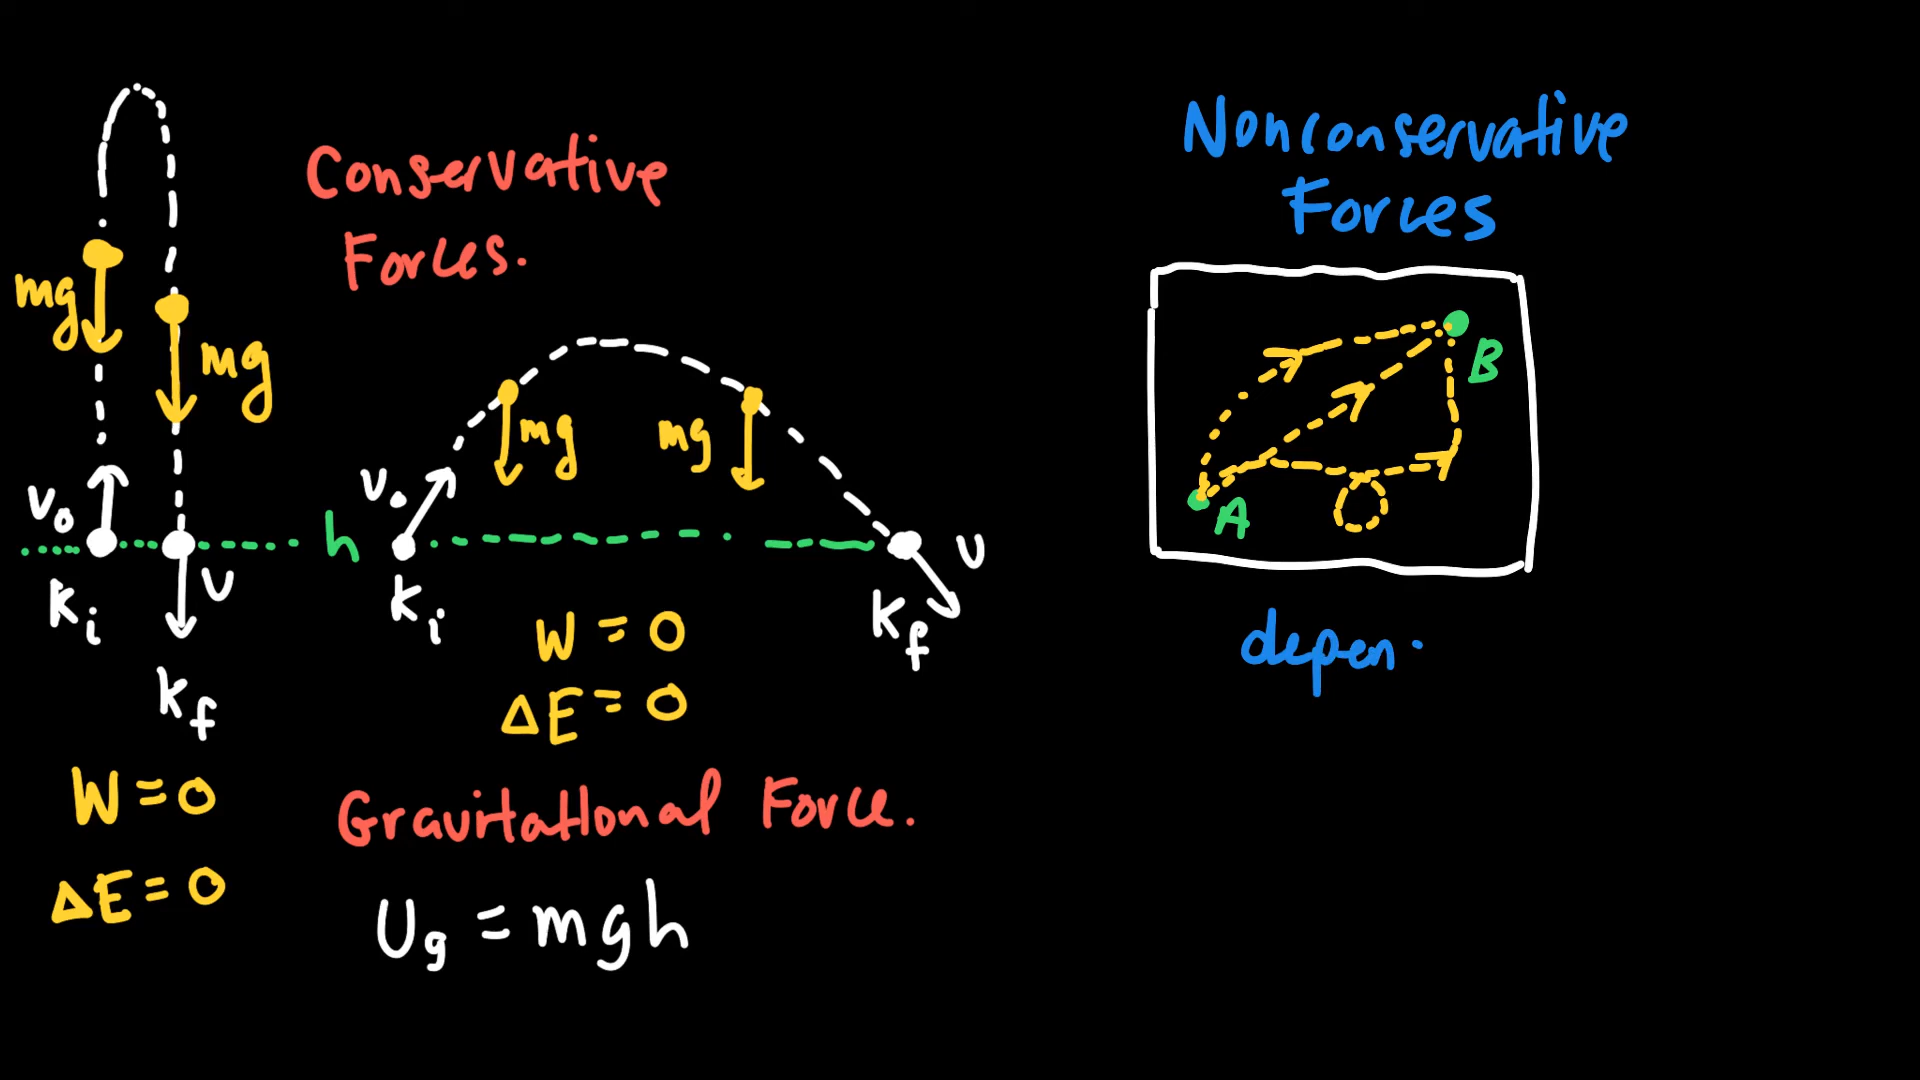 Conservative
Forces.
mg
mg
v₀
h
v
kᵢ
k_f
W = 0
ΔE = 0
mg
mg
v₀
v
kᵢ
k_f
W = 0
ΔE = 0
Gravitational Force.
U_g = mgh
Nonconservative
Forces
B
A
depen